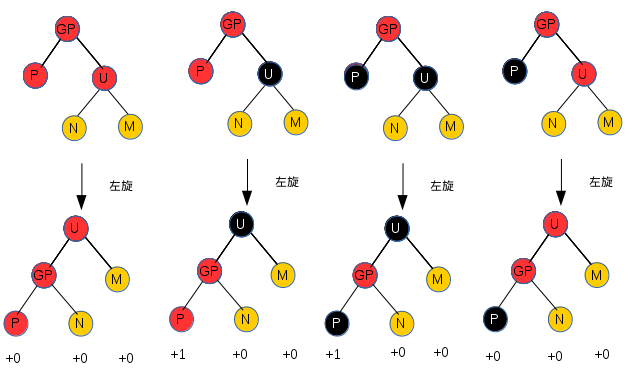 GP GP GP GP
P U P U P U P U
N M N M N M N M
左旋 左旋 左旋 左旋
U U U U
GP M GP M GP M GP M
P N P N P N P N
+0 +0 +0 +1 +0 +0 +1 +0 +0 +0 +0 +0